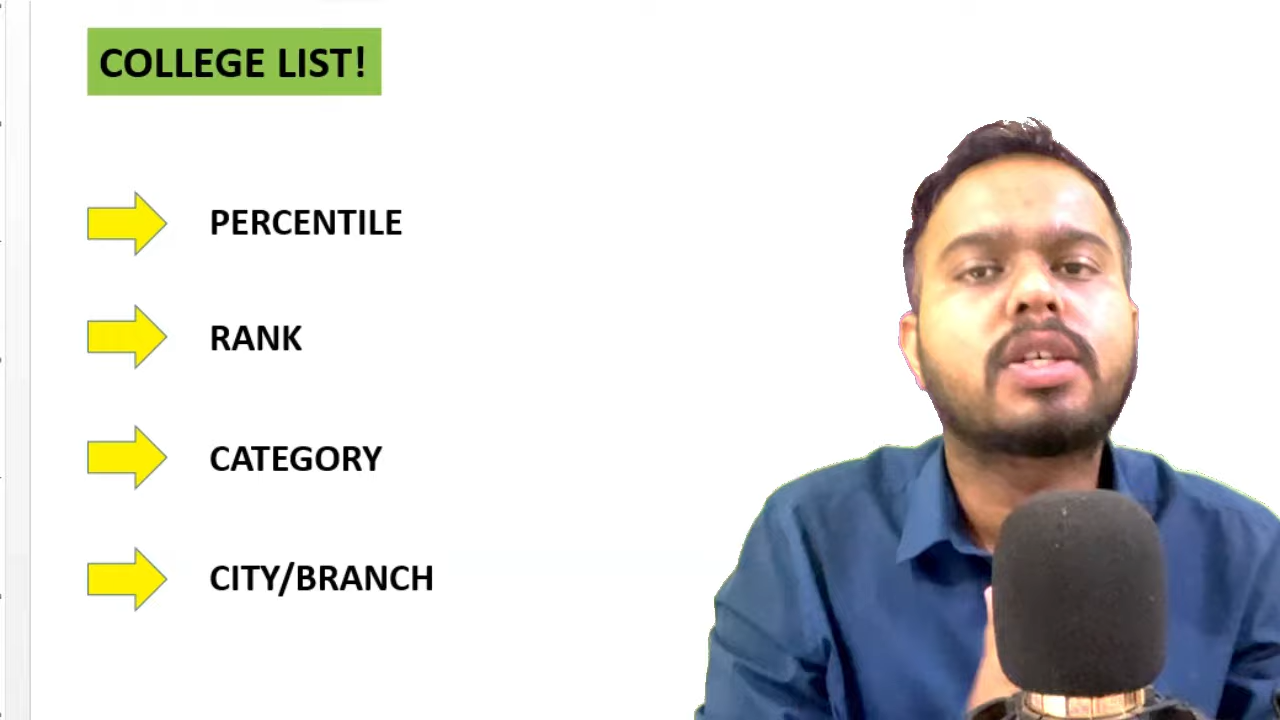 COLLEGE LIST!
PERCENTILE
RANK
CATEGORY
CITY/BRANCH